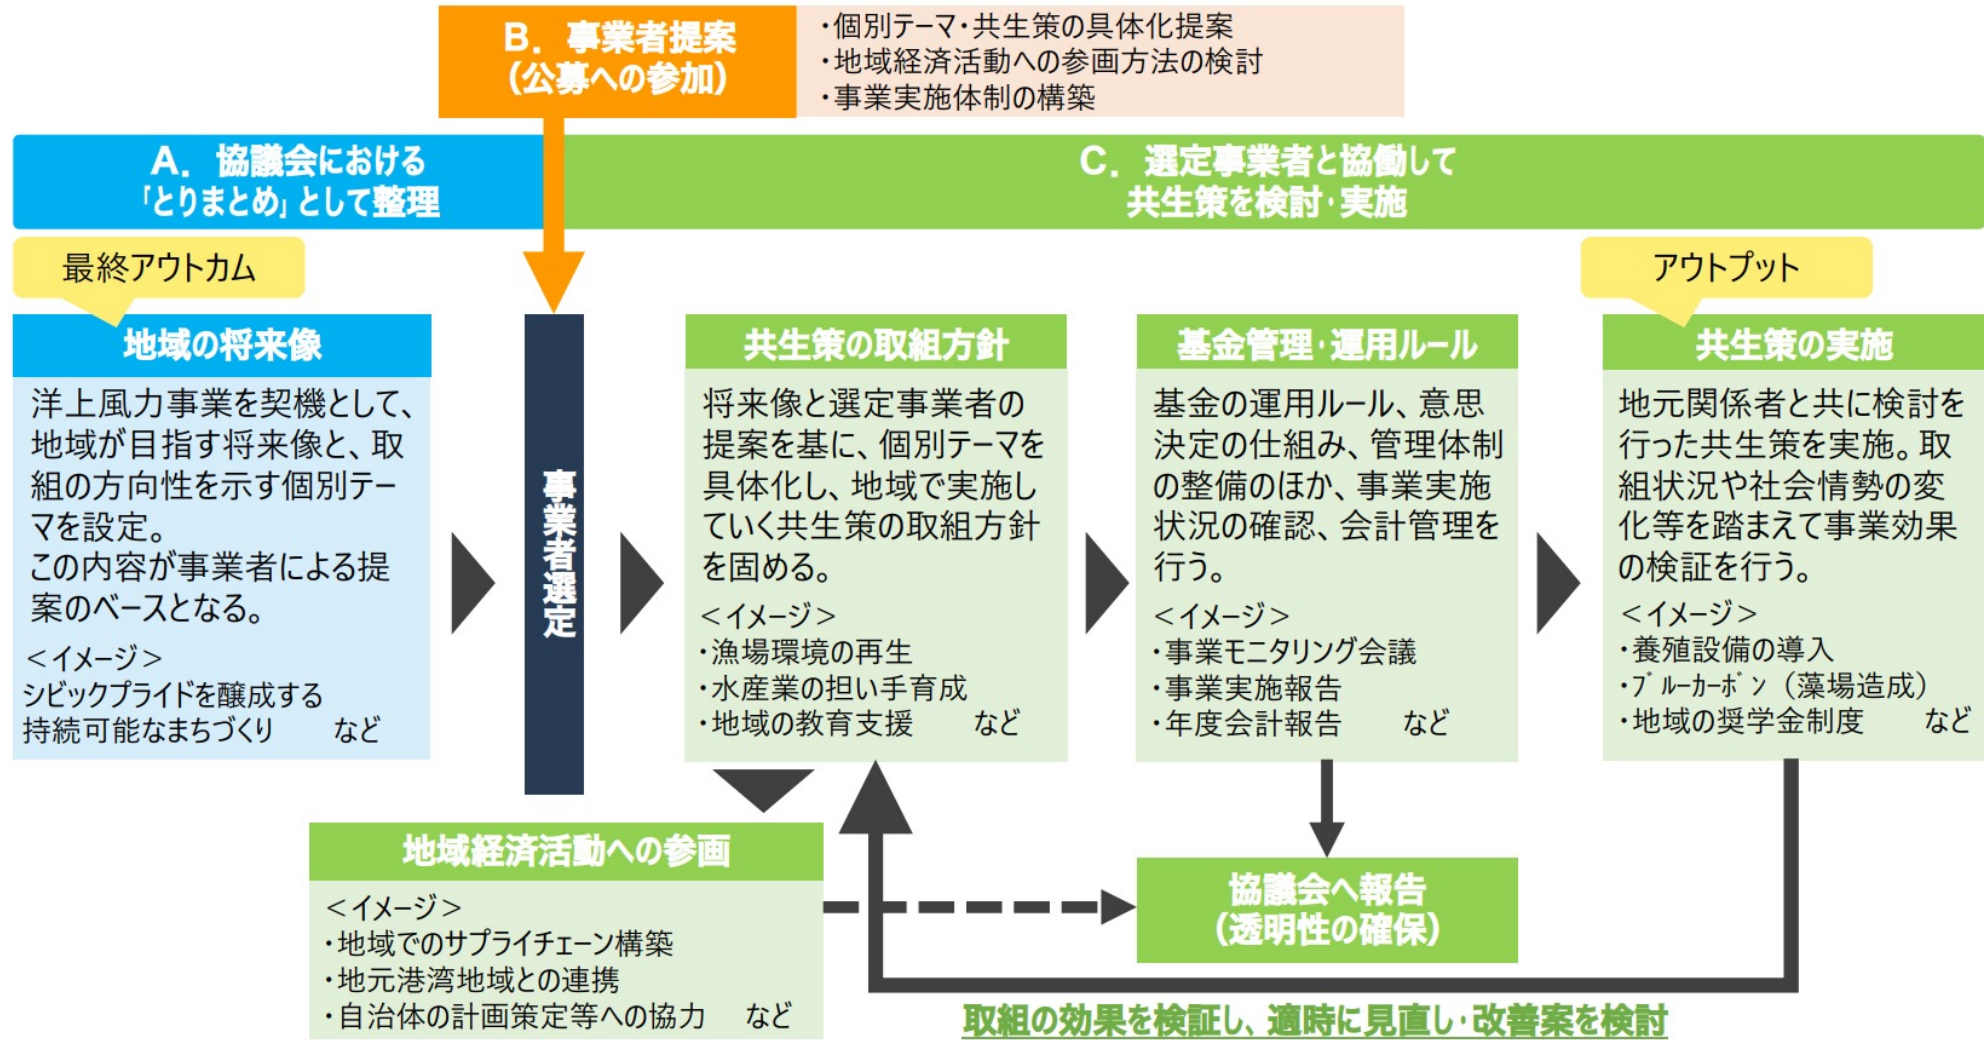 B．事業者提案
（公募への参加）
・個別テーマ・共生策の具体化提案
・地域経済活動への参画方法の検討
・事業実施体制の構築
A．協議会における
「とりまとめ」として整理
C．選定事業者と協働して
共生策を検討・実施
最終アウトカム
アウトプット
地域の将来像
洋上風力事業を契機として、
地域が目指す将来像と、取
組の方向性を示す個別テー
マを設定。
この内容が事業者による提
案のベースとなる。
＜イメージ＞
シビックプライドを醸成する
持続可能なまちづくり　　など
事業者選定
共生策の取組方針
将来像と選定事業者の
提案を基に、個別テーマを
具体化し、地域で実施し
ていく共生策の取組方針
を固める。
＜イメージ＞
・漁場環境の再生
・水産業の担い手育成
・地域の教育支援　　など
基金管理・運用ルール
基金の運用ルール、意思
決定の仕組み、管理体制
の整備のほか、事業実施
状況の確認、会計管理を
行う。
＜イメージ＞
・事業モニタリング会議
・事業実施報告
・年度会計報告　　など
共生策の実施
地元関係者と共に検討を
行った共生策を実施。取
組状況や社会情勢の変
化等を踏まえて事業効果
の検証を行う。
＜イメージ＞
・養殖設備の導入
・ﾌﾞﾙｰｶｰﾎﾞﾝ（藻場造成）
・地域の奨学金制度　　など
地域経済活動への参画
＜イメージ＞
・地域でのサプライチェーン構築
・地元港湾地域との連携
・自治体の計画策定等への協力　など
協議会へ報告
（透明性の確保）
取組の効果を検証し、適時に見直し・改善案を検討